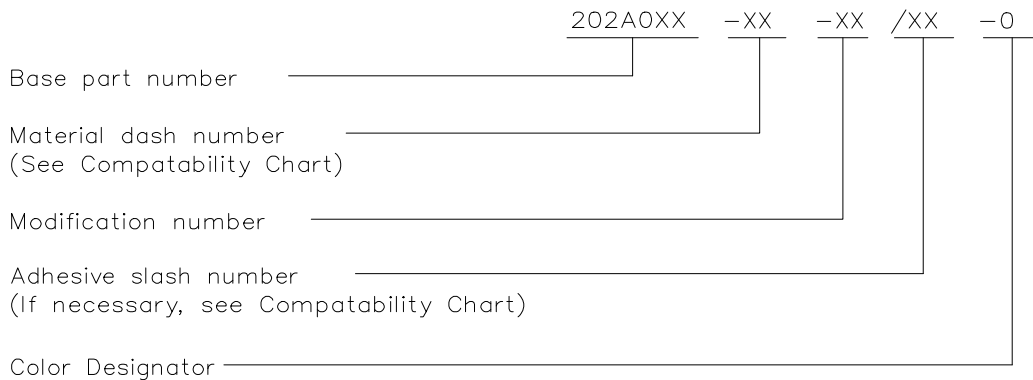 202A0XX -XX -XX /XX -0
Base part number
Material dash number
(See Compatability Chart)
Modification number
Adhesive slash number
(If necessary, see Compatability Chart)
Color Designator